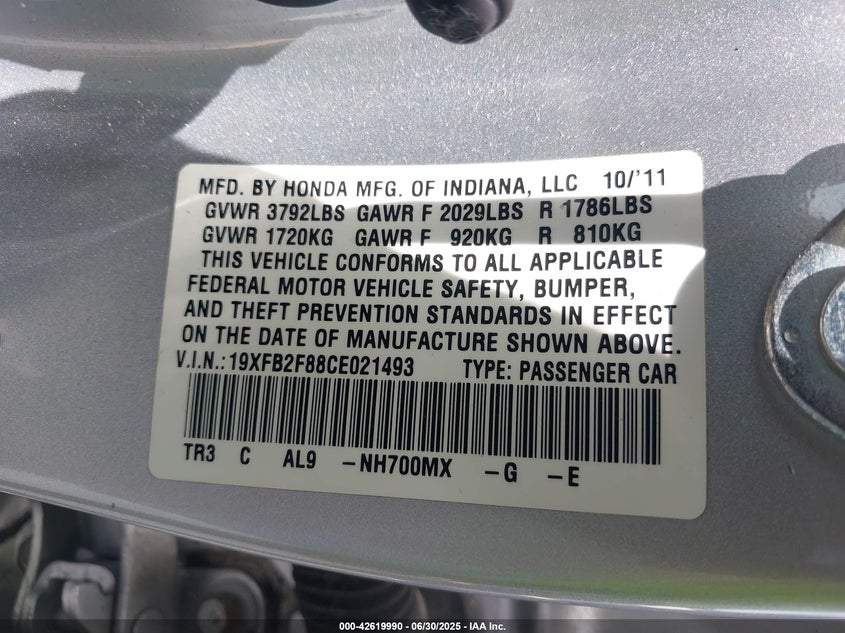 MFD. BY HONDA MFG. OF INDIANA, LLC 10/'11
GVWR 3792LBS GAWR F 2029LBS R 1786LBS
GVWR 1720KG GAWR F 920KG R 810KG
THIS VEHICLE CONFORMS TO ALL APPLICABLE
FEDERAL MOTOR VEHICLE SAFETY, BUMPER,
AND THEFT PREVENTION STANDARDS IN EFFECT
ON THE DATE OF MANUFACTURE SHOWN ABOVE.
V.I.N.:19XFB2F88CE021493 TYPE: PASSENGER CAR
TR3 C AL9 -NH700MX -G -E
000-42619990 - 06/30/2025 - IAA Inc.